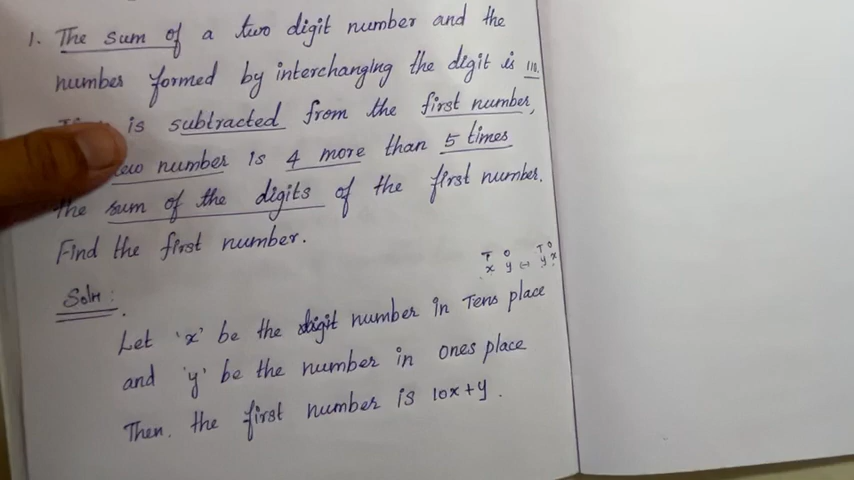 1. The sum of a two digit number and the
number formed by interchanging the digit is 110.
is subtracted from the first number,
new number is 4 more than 5 times
the sum of the digits of the first number.
Find the first number.
T O T O
x y ↔ y x
Soln :
Let 'x' be the digit number in Tens place
and 'y' be the number in ones place
Then, the first number is 10x+y.